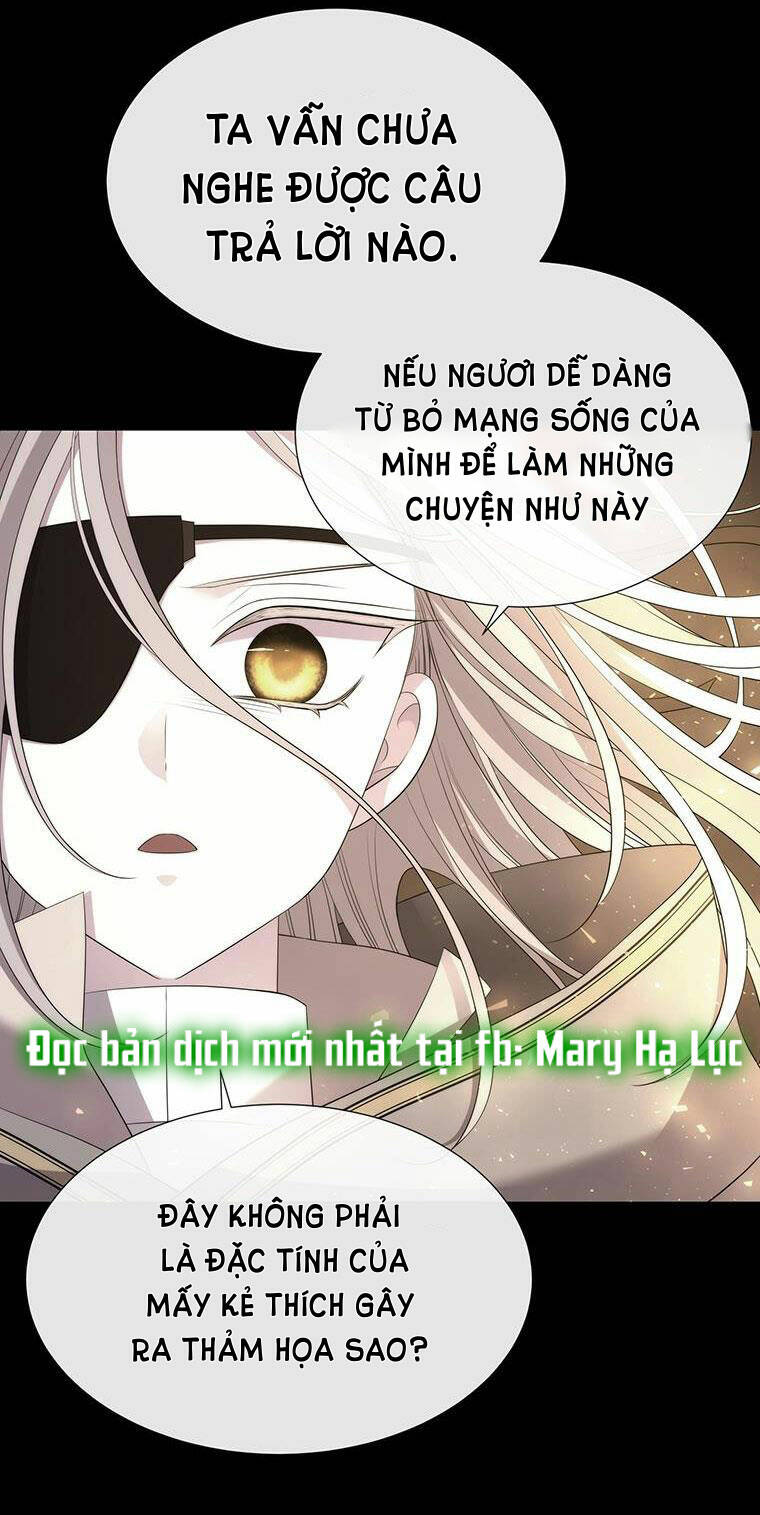 TA VẪN CHƯA
NGHE ĐƯỢC CÂU
TRẢ LỜI NÀO.
NẾU NGƯƠI DỄ DÀNG
TỪ BỎ MẠNG SỐNG CỦA
MÌNH ĐỂ LÀM NHỮNG
CHUYỆN NHƯ NÀY
Đọc bản dịch mới nhất tại fb: Mary Hạ Lục
ĐÂY KHÔNG PHẢI
LÀ ĐẶC TÍNH CỦA
MẤY KẺ THÍCH GÂY
RA THẢM HỌA SAO?